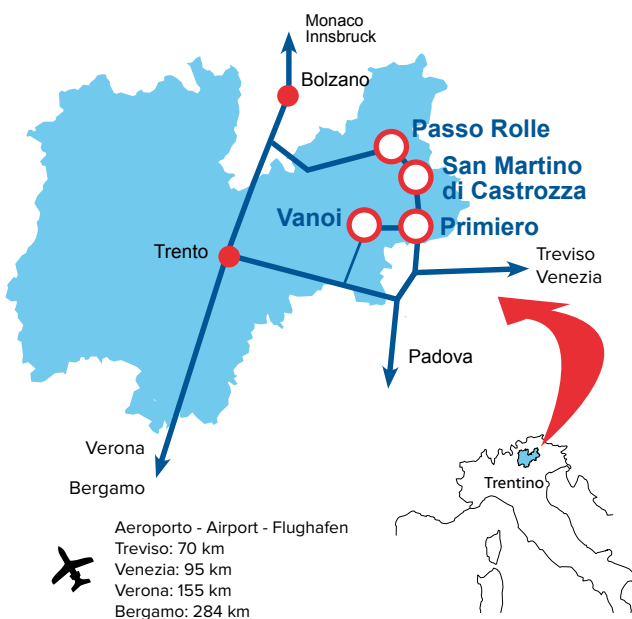 Monaco
Innsbruck
Bolzano
Passo Rolle
San Martino
di Castrozza
Vanoi
Primiero
Trento
Treviso
Venezia
Padova
Verona
Bergamo
Trentino
Aeroporto - Airport - Flughafen
Treviso: 70 km
Venezia: 95 km
Verona: 155 km
Bergamo: 284 km